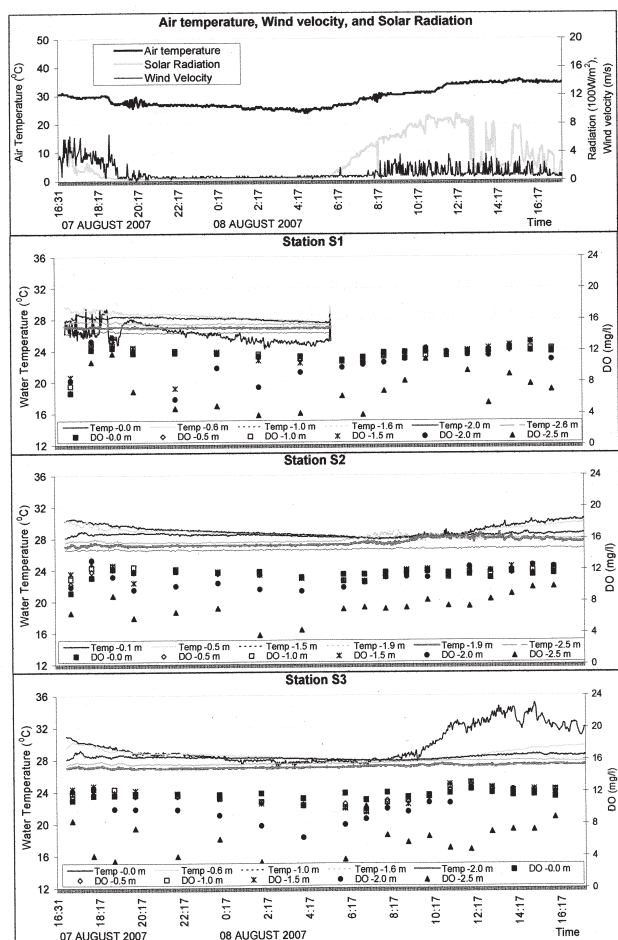 Air temperature, Wind velocity, and Solar Radiation
Air Temperature (⁰C)
50
40
30
20
10
0
Air temperature
Solar Radiation
Wind Velocity
20
16
12
8
4
0
Radiation (100W/m²),
Wind velocity (m/s)
16:31
18:17
20:17
22:17
0:17
2:17
4:17
6:17
8:17
10:17
12:17
14:17
16:17
07 AUGUST 2007
08 AUGUST 2007
Time
Station S1
Water Temperature (⁰C)
36
32
28
24
20
16
12
24
20
16
12
8
4
0
DO (mg/l)
Temp -0.0 m
Temp -0.6 m
Temp -1.0 m
Temp -1.6 m
Temp -2.0 m
Temp -2.6 m
DO -0.0 m
DO -0.5 m
DO -1.0 m
DO -1.5 m
DO -2.0 m
DO -2.5 m
Station S2
Water Temperature (⁰C)
36
32
28
24
20
16
12
24
20
16
12
8
4
0
DO (mg/l)
Temp -0.1 m
Temp -0.5 m
Temp -1.5 m
Temp -1.9 m
Temp -1.9 m
Temp -2.5 m
DO -0.0 m
DO -0.5 m
DO -1.0 m
DO -1.5 m
DO -2.0 m
DO -2.5 m
Station S3
Water Temperature (⁰C)
36
32
28
24
20
16
12
24
20
16
12
8
4
0
DO (mg/l)
Temp -0.0 m
Temp -0.6 m
Temp -1.0 m
Temp -1.6 m
Temp -2.0 m
DO -0.0 m
DO -0.5 m
DO -1.0 m
DO -1.5 m
DO -2.0 m
DO -2.5 m
16:31
18:17
20:17
22:17
0:17
2:17
4:17
6:17
8:17
10:17
12:17
14:17
16:17
07 AUGUST 2007
08 AUGUST 2007
Time